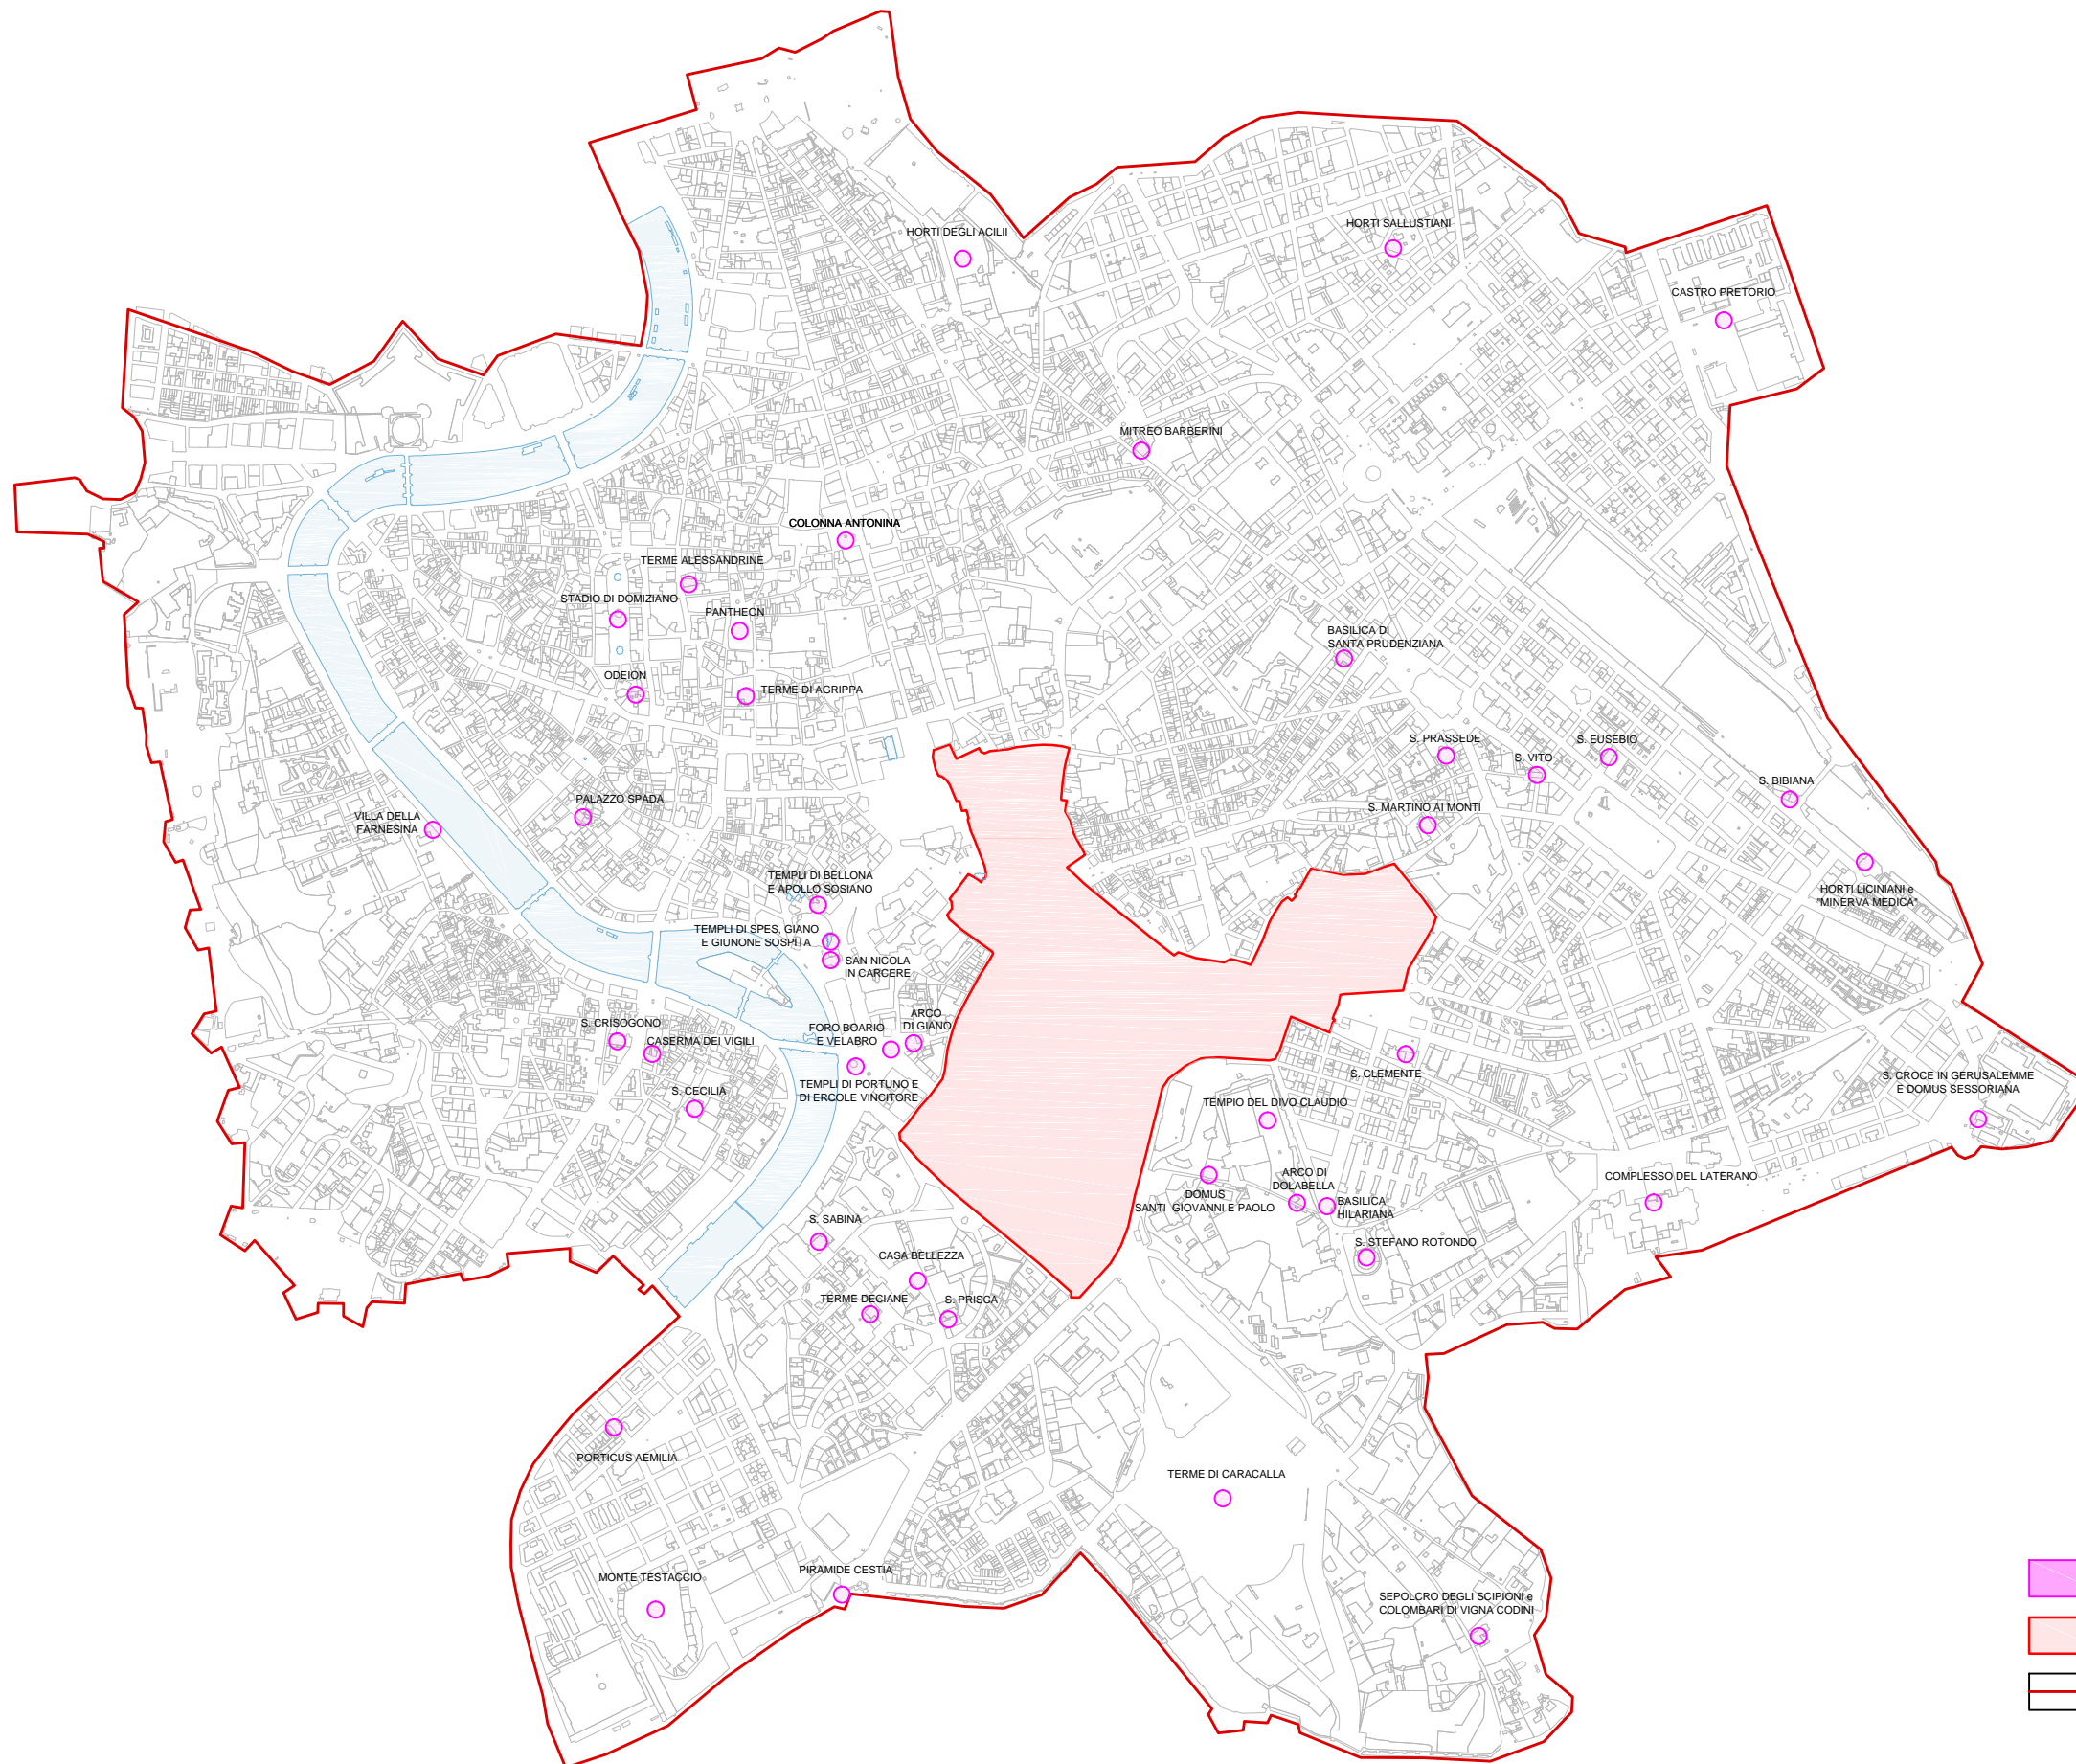 HORTI DEGLI ACILII
HORTI SALLUSTIANI
CASTRO PRETORIO
MITREO BARBERINI
COLONNA ANTONINA
TERME ALESSANDRINE
STADIO DI DOMIZIANO
PANTHEON
BASILICA DI
SANTA PRUDENZIANA
ODEION
TERME DI AGRIPPA
S. PRASSEDE
S. EUSEBIO
S. VITO
S. BIBIANA
PALAZZO SPADA
VILLA DELLA
FARNESINA
S. MARTINO AI MONTI
TEMPLI DI BELLONA
E APOLLO SOSIANO
HORTI LICINIANI e
"MINERVA MEDICA"
TEMPLI DI SPES, GIANO
E GIUNONE SOSPITA
SAN NICOLA
IN CARCERE
ARCO
DI GIANO
S. CRISOGONO
FORO BOARIO
E VELABRO
CASERMA DEI VIGILI
S. CLEMENTE
S. CROCE IN GERUSALEMME
E DOMUS SESSORIANA
S. CECILIA
TEMPLI DI PORTUNO E
DI ERCOLE VINCITORE
TEMPIO DEL DIVO CLAUDIO
ARCO DI
DOLABELLA
COMPLESSO DEL LATERANO
DOMUS
SANTI GIOVANNI E PAOLO
BASILICA
HILARIANA
S. SABINA
S. STEFANO ROTONDO
CASA BELLEZZA
TERME DECIANE
S. PRISCA
PORTICUS AEMILIA
TERME DI CARACALLA
PIRAMIDE CESTIA
MONTE TESTACCIO
SEPOLCRO DEGLI SCIPIONI e
COLOMBARI DI VIGNA CODINI